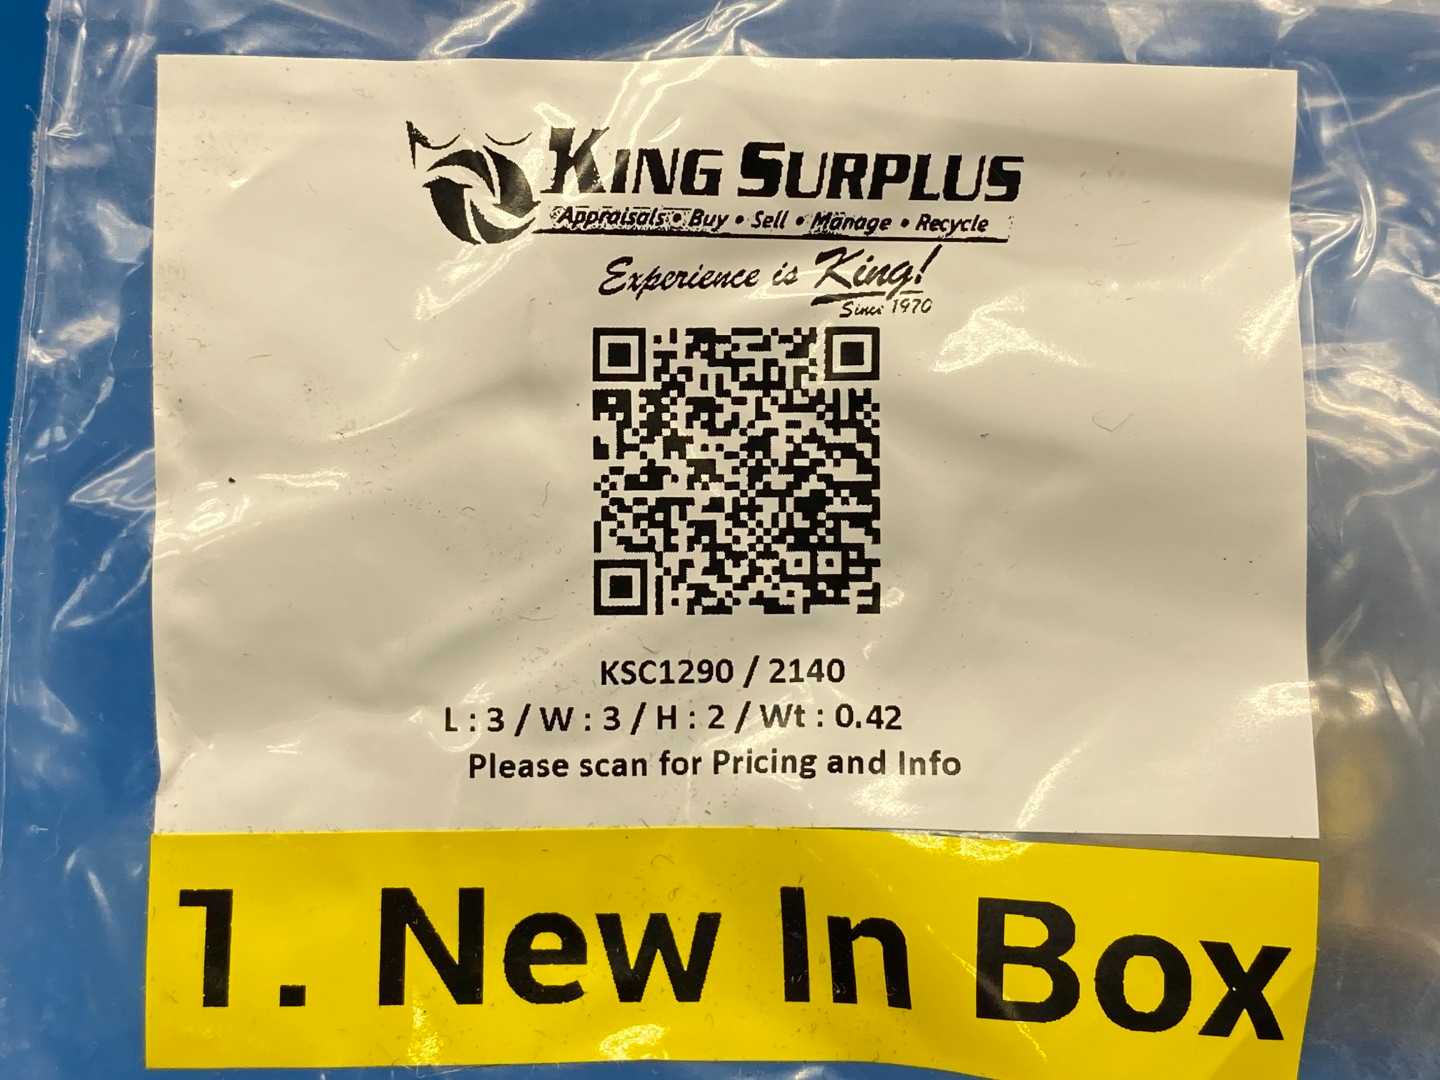 KING SURPLUS
Appraisals • Buy • Sell • Manage • Recycle
Experience is King!
Since 1970
KSC1290 / 2140
L : 3 / W : 3 / H : 2 / Wt : 0.42
Please scan for Pricing and Info
1. New In Box